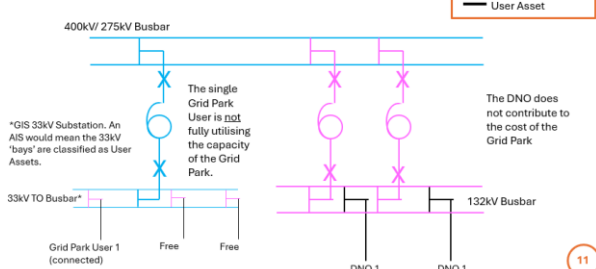 User Asset
400kV/ 275kV Busbar
The single
Grid Park
User is not
fully utilising
the capacity
of the Grid
Park.
The DNO does
not contribute to
the cost of the
Grid Park
*GIS 33kV Substation. An
AIS would mean the 33kV
‘bays’ are classified as User
Assets.
33kV TO Busbar*
132kV Busbar
Grid Park User 1
(connected)
Free
Free
DNO 1
DNO 1
11